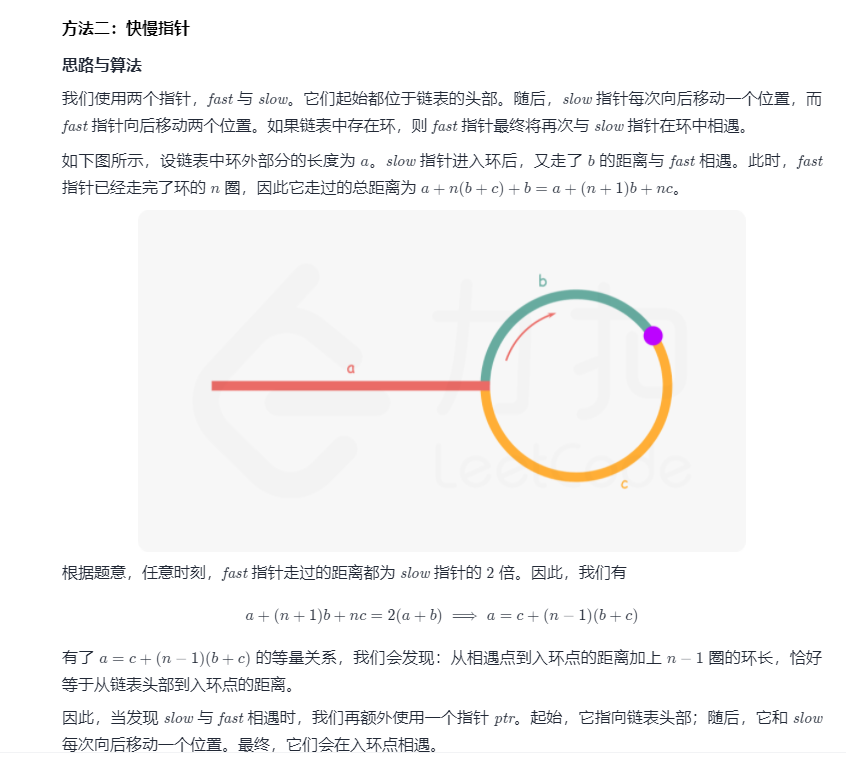 方法二：快慢指针
思路与算法
我们使用两个指针，fast 与 slow。它们起始都位于链表的头部。随后，slow 指针每次向后移动一个位置，而
fast 指针向后移动两个位置。如果链表中存在环，则 fast 指针最终将再次与 slow 指针在环中相遇。
如下图所示，设链表中环外部分的长度为 a。slow 指针进入环后，又走了 b 的距离与 fast 相遇。此时，fast
指针已经走完了环的 n 圈，因此它走过的总距离为 a + n(b + c) + b = a + (n + 1)b + nc。
b
a
力扣
LeetCode
c
根据题意，任意时刻，fast 指针走过的距离都为 slow 指针的 2 倍。因此，我们有
a + (n + 1)b + nc = 2(a + b) ⟹ a = c + (n − 1)(b + c)
有了 a = c + (n − 1)(b + c) 的等量关系，我们会发现：从相遇点到入环点的距离加上 n − 1 圈的环长，恰好
等于从链表头部到入环点的距离。
因此，当发现 slow 与 fast 相遇时，我们再额外使用一个指针 ptr。起始，它指向链表头部；随后，它和 slow
每次向后移动一个位置。最终，它们会在入环点相遇。